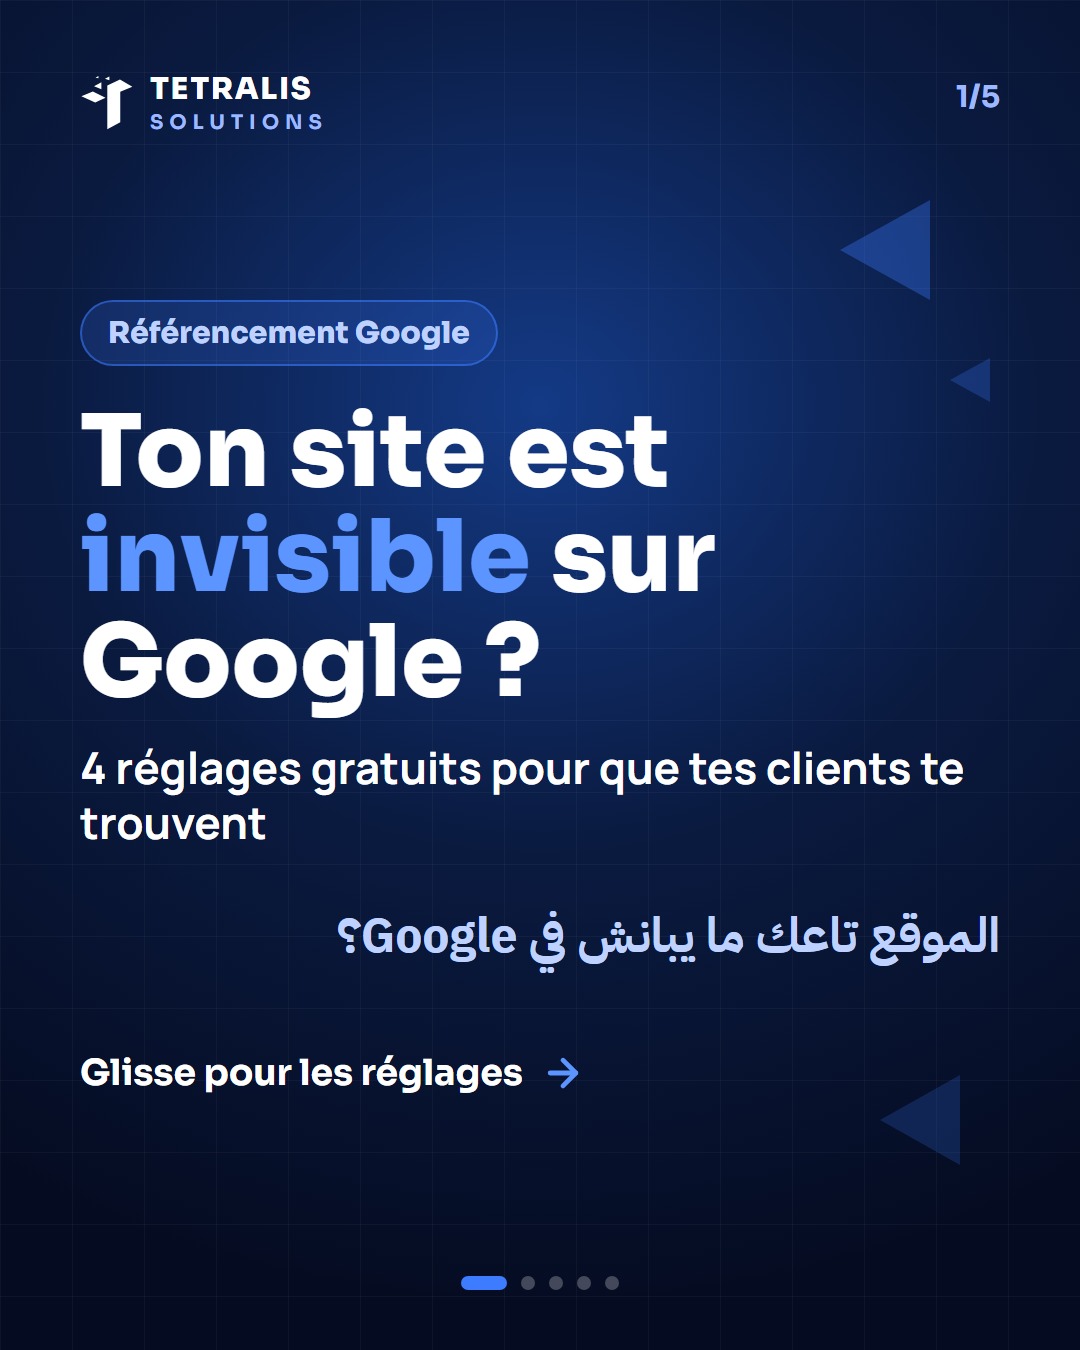 TETRALIS
SOLUTIONS
1/5
Référencement Google
Ton site est
invisible sur
Google ?
4 réglages gratuits pour que tes clients te
trouvent
الموقع تاعك ما يبانش في Google؟
Glisse pour les réglages →